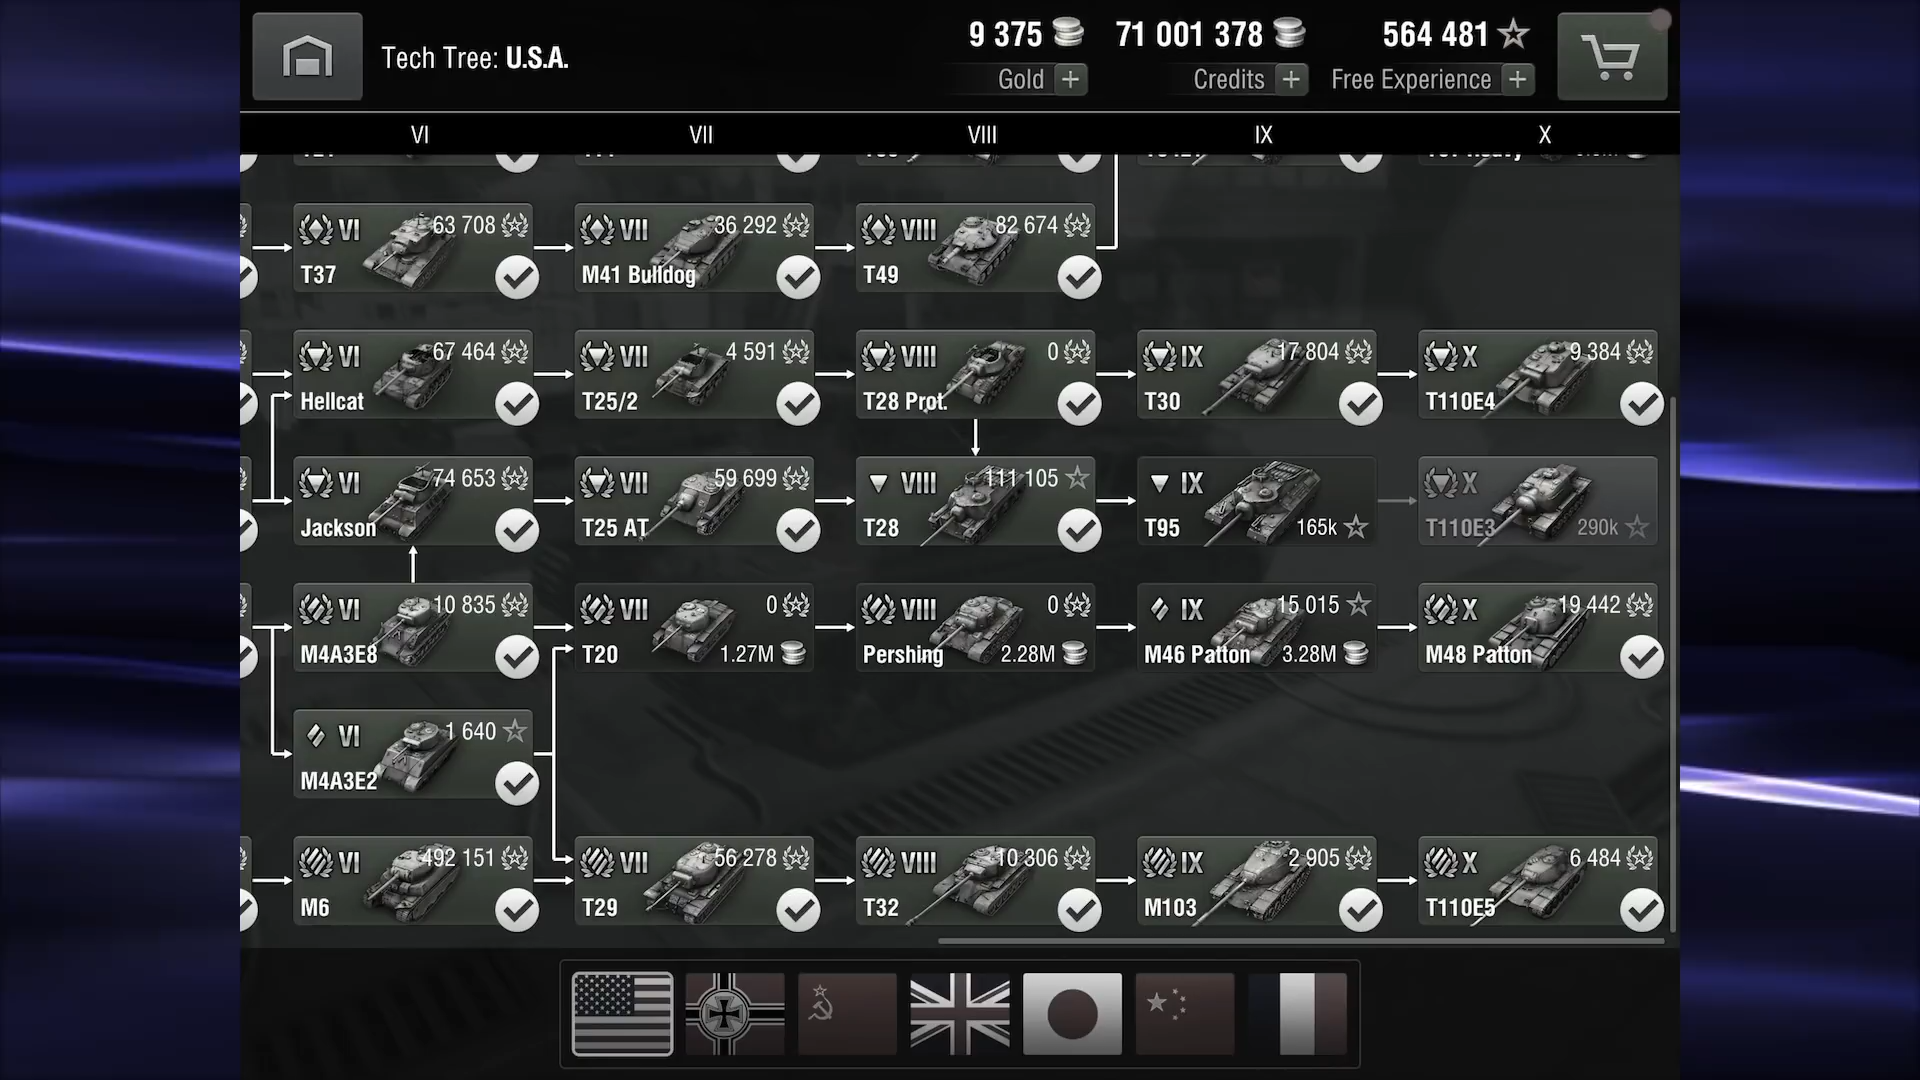 Tech Tree: U.S.A.
9 375
Gold +
71 001 378
Credits +
564 481
Free Experience +
VI VII VIII IX X
VI 63 708
T37
VII 36 292
M41 Bulldog
VIII 82 674
T49
VI 67 464
Hellcat
VII 4 591
T25/2
VIII 0
T28 Prot.
IX 17 804
T30
X 9 384
T110E4
VI 74 653
Jackson
VII 59 699
T25 AT
VIII 111 105
T28
IX
T95 165k
X
T110E3 290k
VI 10 835
M4A3E8
VII 0
T20 1.27M
VIII 0
Pershing 2.28M
IX 15 015
M46 Patton 3.28M
X 19 442
M48 Patton
VI 1 640
M4A3E2
VI 492 151
M6
VII 56 278
T29
VIII 10 306
T32
IX 2 905
M103
X 6 484
T110E5